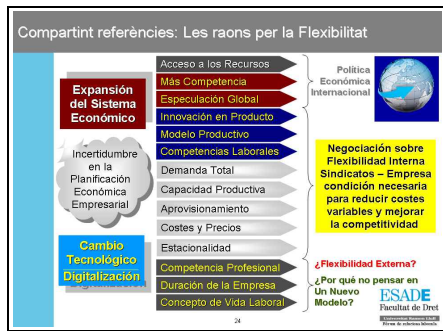 Compartint referències: Les raons per la Flexibilitat
Expansión
del Sistema
Económico
Incertidumbre
en la
Planificación
Económica
Empresarial
Cambio
Tecnológico
Digitalización
Acceso a los Recursos
Más Competencia
Especulación Global
Innovación en Producto
Modelo Productivo
Competencias Laborales
Demanda Total
Capacidad Productiva
Aprovisionamiento
Costes y Precios
Estacionalidad
Competencia Profesional
Duración de la Empresa
Concepto de Vida Laboral
Política
Económica
Internacional
Negociación sobre
Flexibilidad Interna
Sindicatos – Empresa
condición necesaria
para reducir costes
variables y mejorar
la competitividad
¿Flexibilidad Externa?
¿Por qué no pensar en
Un Nuevo
Modelo?
ESADE
Facultat de Dret
24